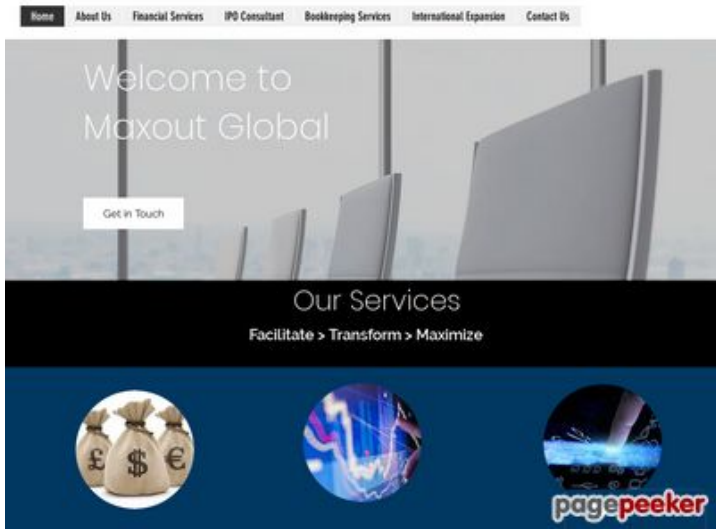 Home About Us Financial Services IPO Consultant Bookkeeping Services International Expansion Contact Us
Welcome to
Maxout Global
Get in Touch
Our Services
Facilitate > Transform > Maximize
£ $ €
pagepeeker